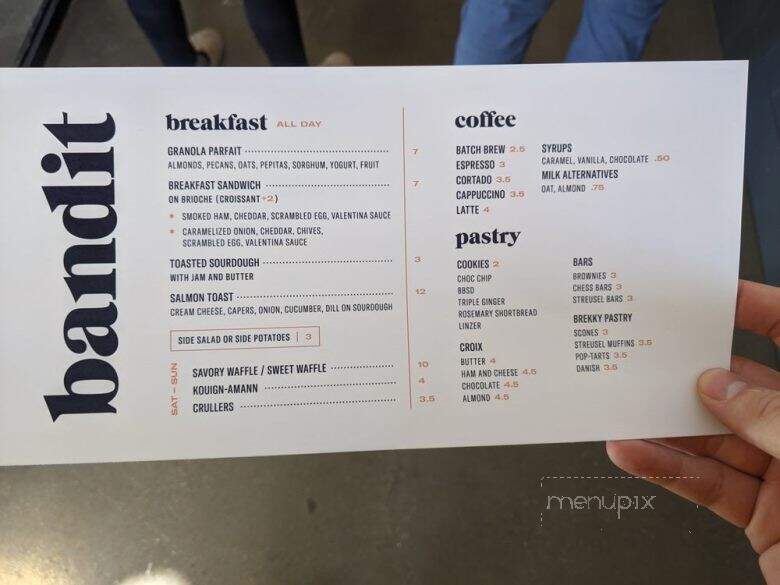 bandit
breakfast ALL DAY
GRANOLA PARFAIT 7
ALMONDS, PECANS, OATS, PEPITAS, SORGHUM, YOGURT, FRUIT
BREAKFAST SANDWICH 7
ON BRIOCHE (CROISSANT +2)
SMOKED HAM, CHEDDAR, SCRAMBLED EGG, VALENTINA SAUCE
CARAMELIZED ONION, CHEDDAR, CHIVES,
SCRAMBLED EGG, VALENTINA SAUCE
TOASTED SOURDOUGH 3
WITH JAM AND BUTTER
SALMON TOAST 12
CREAM CHEESE, CAPERS, ONION, CUCUMBER, DILL ON SOURDOUGH
SIDE SALAD OR SIDE POTATOES | 3
SAT – SUN
SAVORY WAFFLE / SWEET WAFFLE 10
KOUIGN-AMANN 4
CRULLERS 3.5
coffee
BATCH BREW 2.5
ESPRESSO 3
CORTADO 3.5
CAPPUCCINO 3.5
LATTE 4
SYRUPS
CARAMEL, VANILLA, CHOCOLATE .50
MILK ALTERNATIVES
OAT, ALMOND .75
pastry
COOKIES 2
CHOC CHIP
BBSD
TRIPLE GINGER
ROSEMARY SHORTBREAD
LINZER
CROIX
BUTTER 4
HAM AND CHEESE 4.5
CHOCOLATE 4.5
ALMOND 4.5
BARS
BROWNIES 3
CHESS BARS 3
STREUSEL BARS 3
BREKKY PASTRY
SCONES 3
STREUSEL MUFFINS 3.5
POP-TARTS 3.5
DANISH 3.5
menupix